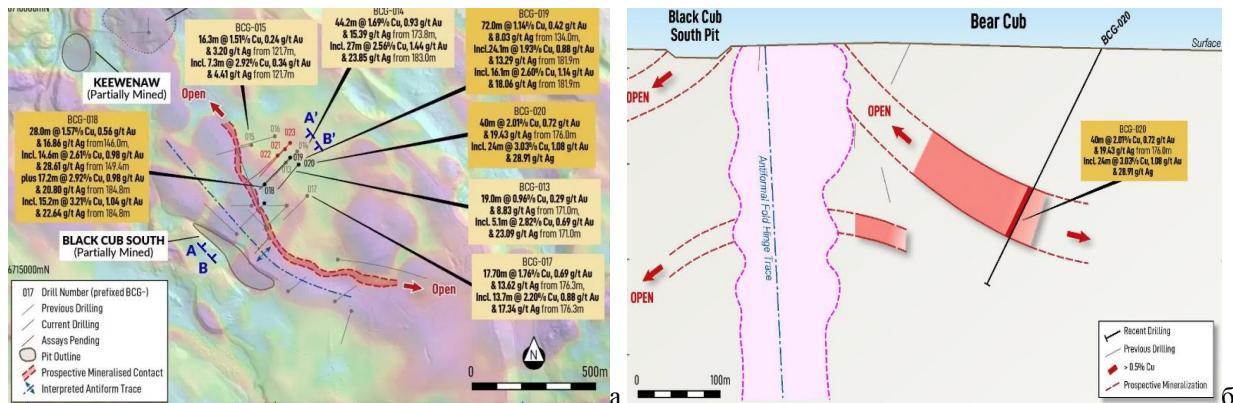 6716000mN
BCG-015
16.3m @ 1.51% Cu, 0.24 g/t Au
& 3.20 g/t Ag from 121.7m,
Incl. 7.3m @ 2.92% Cu, 0.34 g/t Au
& 4.41 g/t Ag from 121.7m
BCG-014
44.2m @ 1.69% Cu, 0.93 g/t Au
& 15.39 g/t Ag from 173.8m,
Incl. 27m @ 2.56% Cu, 1.44 g/t Au
& 23.85 g/t Ag from 183.0m
BCG-019
72.0m @ 1.14% Cu, 0.42 g/t Au
& 8.03 g/t Ag from 134.0m,
Incl.24.1m @ 1.93% Cu, 0.88 g/t Au
& 13.29 g/t Ag from 181.9m
Incl. 16.1m @ 2.60% Cu, 1.14 g/t Au
& 18.06 g/t Ag from 181.9m
KEEWENAW
(Partially Mined)
Open
BCG-018
28.0m @ 1.57% Cu, 0.56 g/t Au
& 16.86 g/t Ag from146.0m,
Incl. 14.6m @ 2.61% Cu, 0.98 g/t Au
& 28.61 g/t Ag from 149.4m
plus 17.2m @ 2.92% Cu, 0.98 g/t Au
& 20.80 g/t Ag from 184.8m
Incl. 15.2m @ 3.21% Cu, 1.04 g/t Au
& 22.64 g/t Ag from 184.8m
A'
B'
015
016
023
021
014
022
019
013
020
018
017
BCG-020
40m @ 2.01% Cu, 0.72 g/t Au
& 19.43 g/t Ag from 176.0m
Incl. 24m @ 3.03% Cu, 1.08 g/t Au
& 28.91 g/t Ag
BCG-013
19.0m @ 0.96% Cu, 0.29 g/t Au
& 8.83 g/t Ag from 171.0m,
Incl. 5.1m @ 2.82% Cu, 0.69 g/t Au
& 23.09 g/t Ag from 171.0m
BLACK CUB SOUTH
(Partially Mined)
A
B
6715000mN
BCG-017
17.70m @ 1.76% Cu, 0.69 g/t Au
& 13.62 g/t Ag from 176.3m,
Incl. 13.7m @ 2.20% Cu, 0.88 g/t Au
& 17.34 g/t Ag from 176.3m
Open
017 Drill Number (prefixed BCG-)
Previous Drilling
Current Drilling
Assays Pending
Pit Outline
Prospective Mineralised Contact
Interpreted Antiform Trace
N
0 500m
а
Black Cub
South Pit
Bear Cub
BCG-020
Surface
OPEN
OPEN
Antiformal Fold Hinge Trace
BCG-020
40m @ 2.01% Cu, 0.72 g/t Au
& 19.43 g/t Ag from 176.0m
Incl. 24m @ 3.03% Cu, 1.08 g/t Au
& 28.91 g/t Ag
OPEN
OPEN
Recent Drilling
Previous Drilling
> 0.5% Cu
Prospective Mineralization
0 100m
б